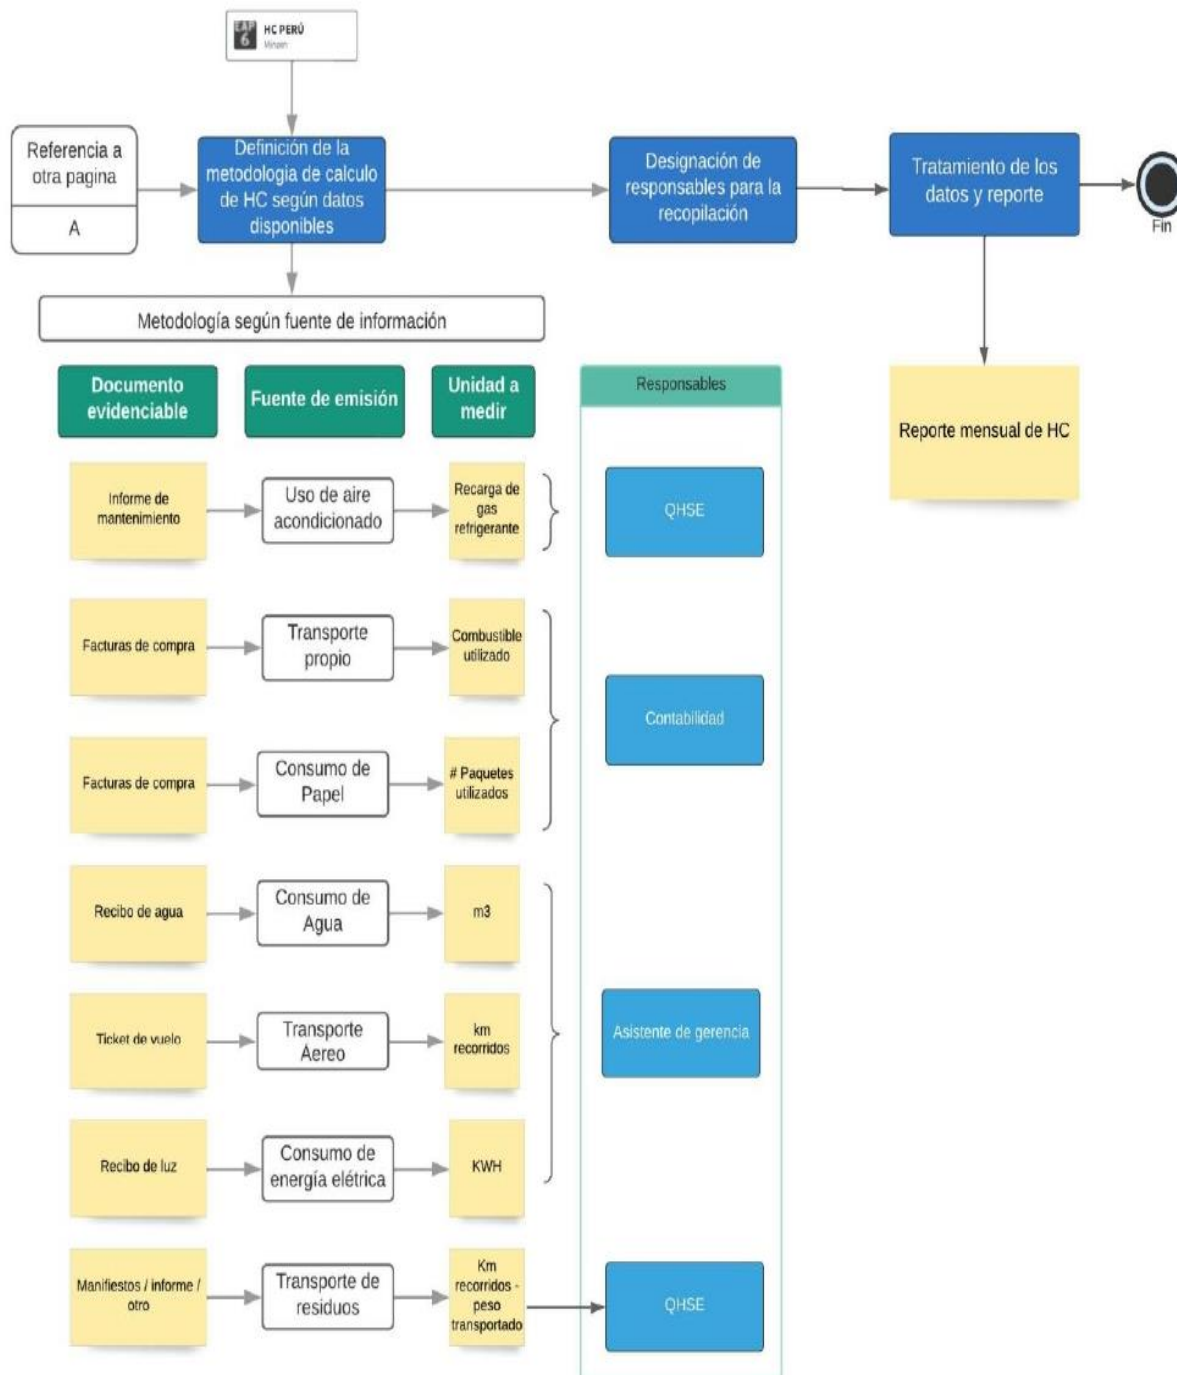 HC PERÚ
Minam
Referencia a
otra pagina
A
Definición de la
metodologia de calculo
de HC según datos
disponibles
Designación de
responsables para la
recopilación
Tratamiento de los
datos y reporte
Fin
Metodología según fuente de información
Documento
evidenciable
Fuente de emisión
Unidad a
medir
Responsables
Reporte mensual de HC
Informe de
mantenimiento
Uso de aire
acondicionado
Recarga de
gas
refrigerante
QHSE
Facturas de compra
Transporte
propio
Combustible
utilizado
Contabilidad
Facturas de compra
Consumo de
Papel
# Paquetes
utilizados
Recibo de agua
Consumo de
Agua
m3
Ticket de vuelo
Transporte
Aereo
km
recorridos
Asistente de gerencia
Recibo de luz
Consumo de
energía elétrica
KWH
Manifiestos / informe /
otro
Transporte de
residuos
Km
recorridos -
peso
transportado
QHSE